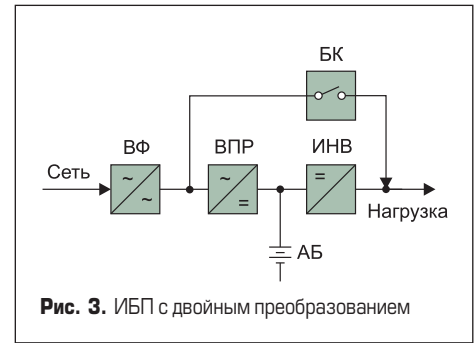 БК
ВФ ВПР ИНВ
Сеть
~ ~ ~ = =
Нагрузка
АБ
Рис. 3. ИБП с двойным преобразованием